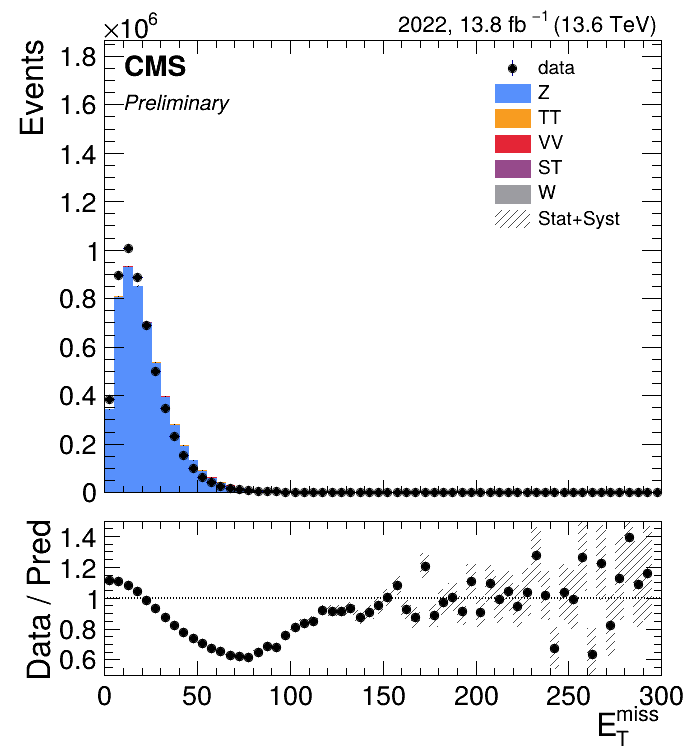 ×10⁶
2022, 13.8 fb⁻¹ (13.6 TeV)
Events
CMS
Preliminary
data
Z
TT
VV
ST
W
Stat+Syst
1.8
1.6
1.4
1.2
1
0.8
0.6
0.4
0.2
0
Data / Pred
1.4
1.2
1
0.8
0.6
0 50 100 150 200 250 300
E_T^miss